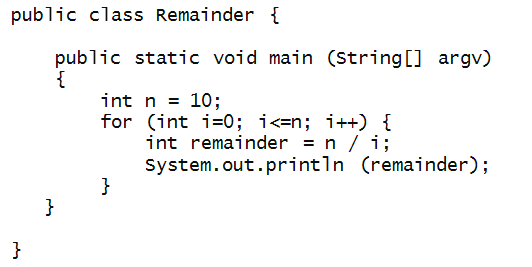 public class Remainder {

    public static void main (String[] argv)
    {
        int n = 10;
        for (int i=0; i<=n; i++) {
            int remainder = n / i;
            System.out.println (remainder);
        }
   }

}